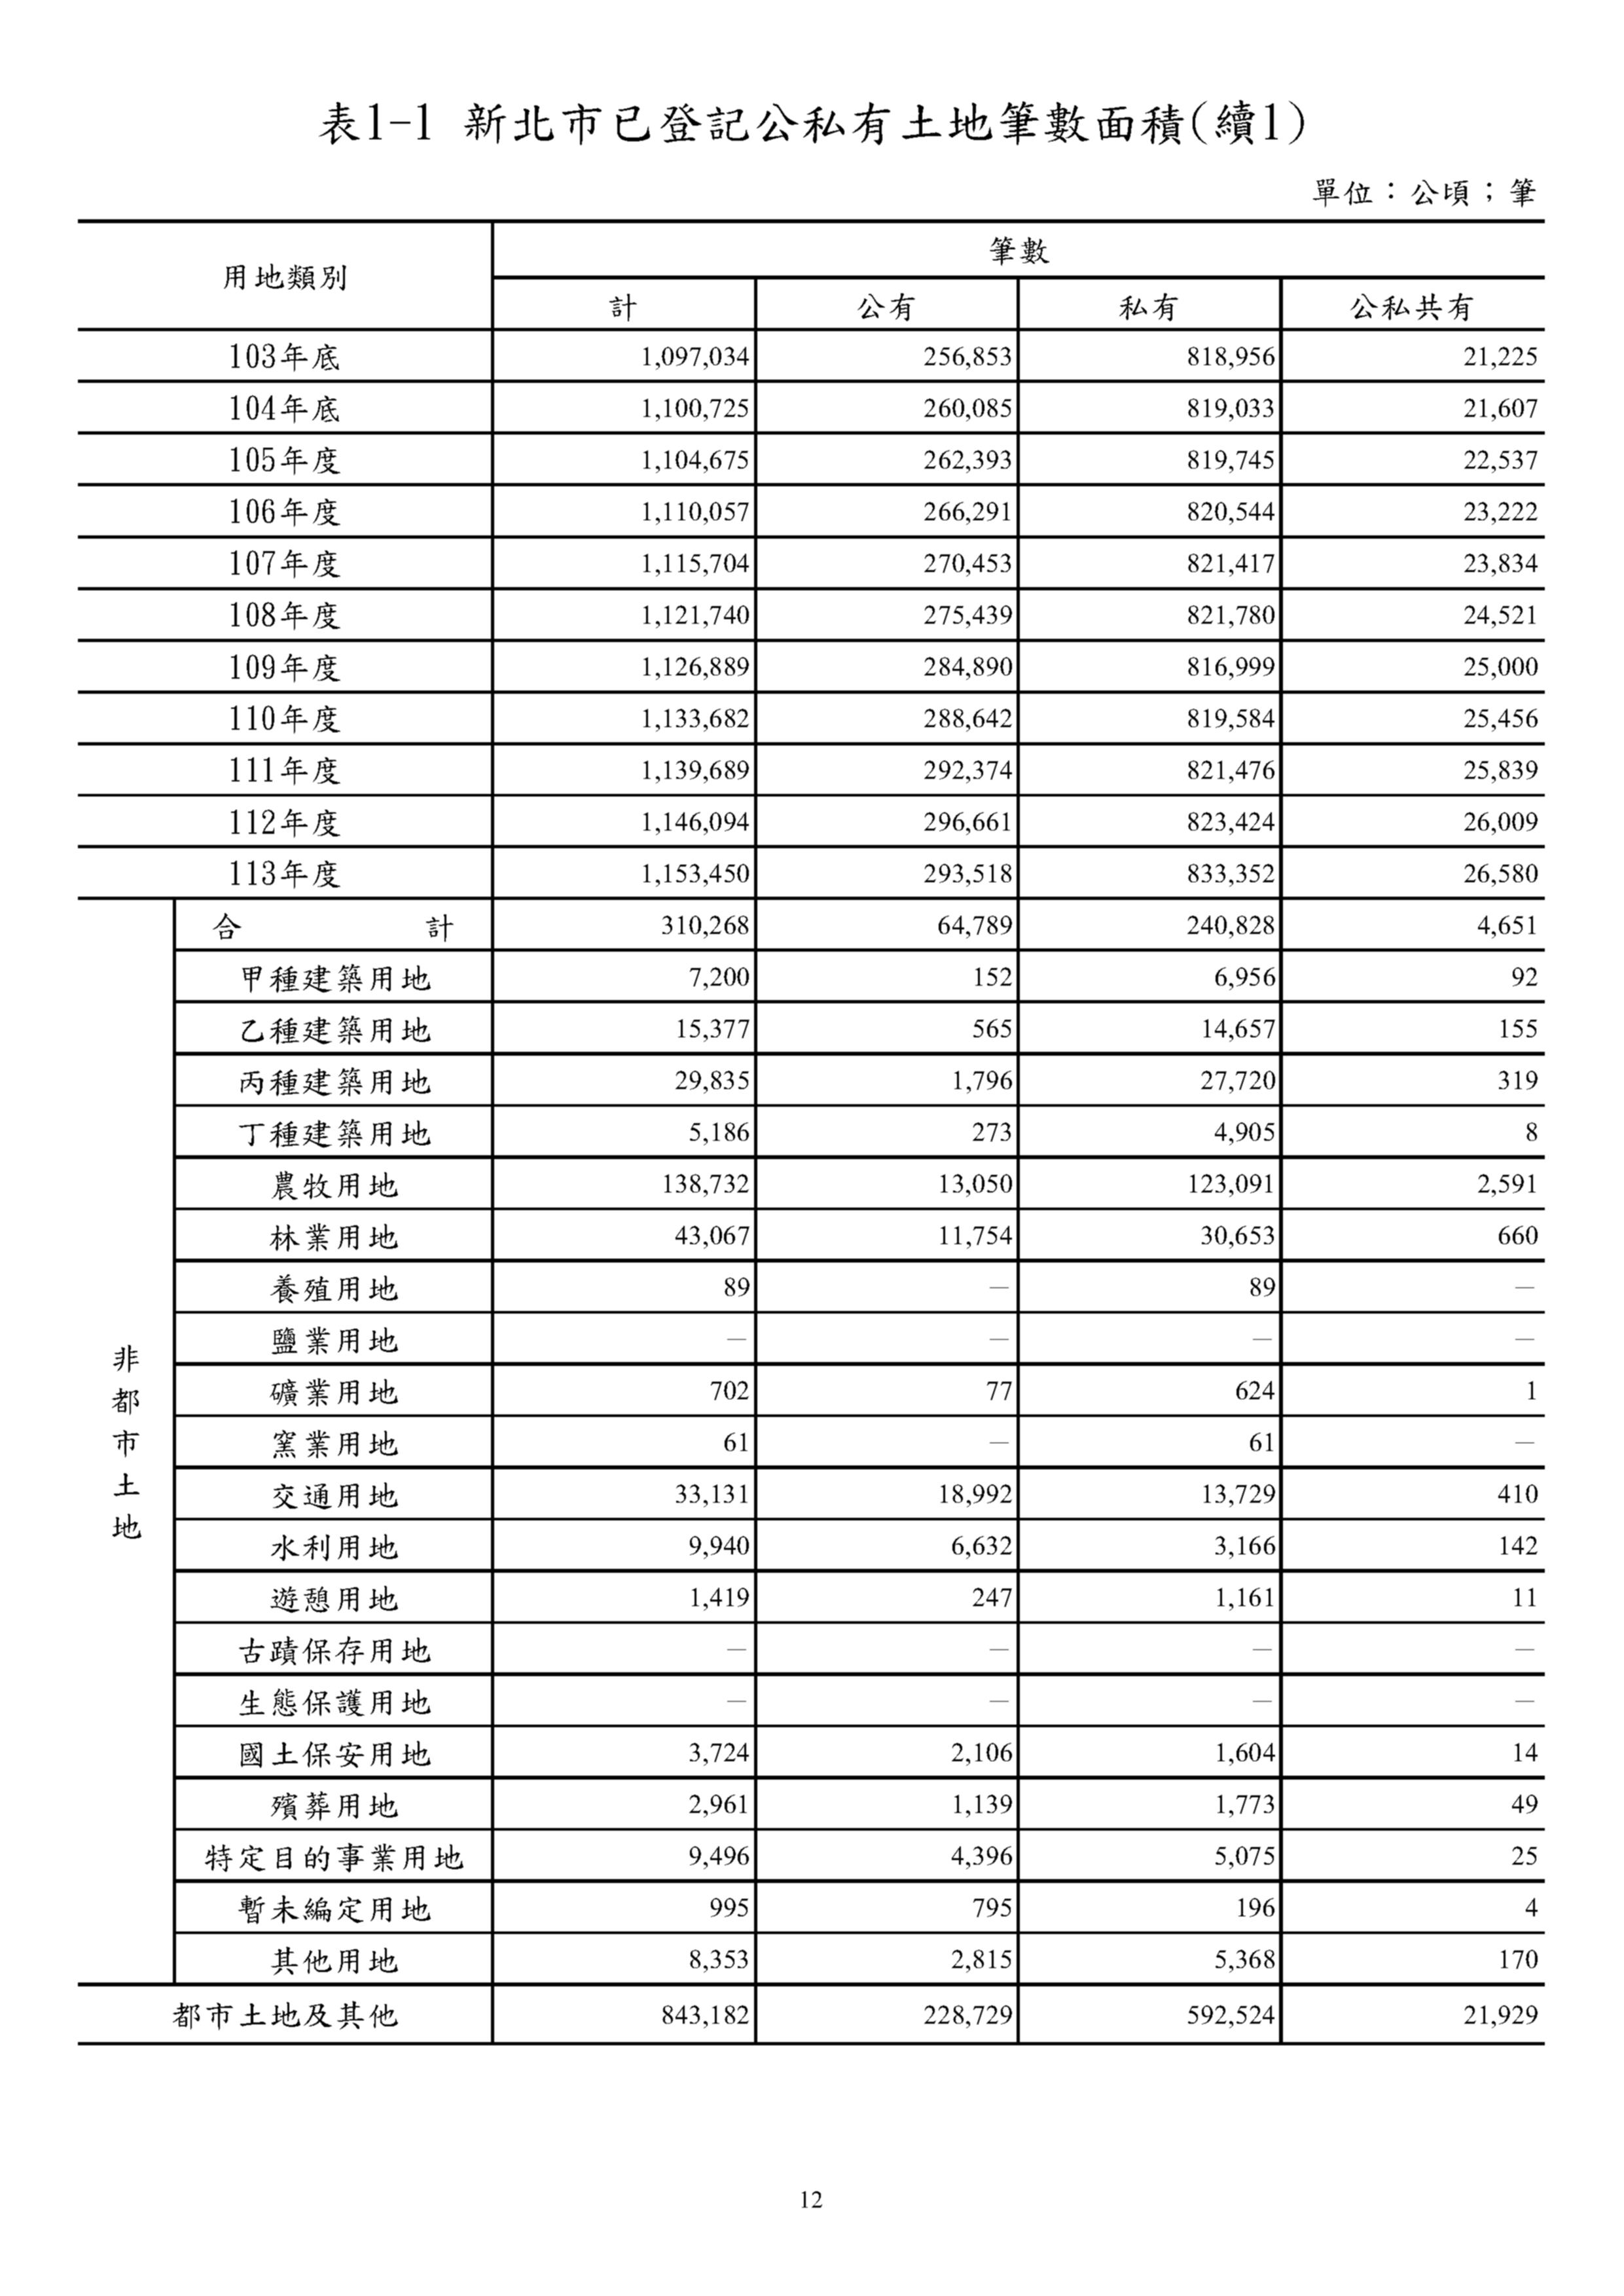 表1-1 新北市已登記公私有土地筆數面積(續1)
單位：公頃；筆
用地類別 筆數
計 公有 私有 公私共有
103年底 1,097,034 256,853 818,956 21,225
104年底 1,100,725 260,085 819,033 21,607
105年度 1,104,675 262,393 819,745 22,537
106年度 1,110,057 266,291 820,544 23,222
107年度 1,115,704 270,453 821,417 23,834
108年度 1,121,740 275,439 821,780 24,521
109年度 1,126,889 284,890 816,999 25,000
110年度 1,133,682 288,642 819,584 25,456
111年度 1,139,689 292,374 821,476 25,839
112年度 1,146,094 296,661 823,424 26,009
113年度 1,153,450 293,518 833,352 26,580
非都市土地
合計 310,268 64,789 240,828 4,651
甲種建築用地 7,200 152 6,956 92
乙種建築用地 15,377 565 14,657 155
丙種建築用地 29,835 1,796 27,720 319
丁種建築用地 5,186 273 4,905 8
農牧用地 138,732 13,050 123,091 2,591
林業用地 43,067 11,754 30,653 660
養殖用地 89 － 89 －
鹽業用地 － － － －
礦業用地 702 77 624 1
窯業用地 61 － 61 －
交通用地 33,131 18,992 13,729 410
水利用地 9,940 6,632 3,166 142
遊憩用地 1,419 247 1,161 11
古蹟保存用地 － － － －
生態保護用地 － － － －
國土保安用地 3,724 2,106 1,604 14
殯葬用地 2,961 1,139 1,773 49
特定目的事業用地 9,496 4,396 5,075 25
暫未編定用地 995 795 196 4
其他用地 8,353 2,815 5,368 170
都市土地及其他 843,182 228,729 592,524 21,929
12